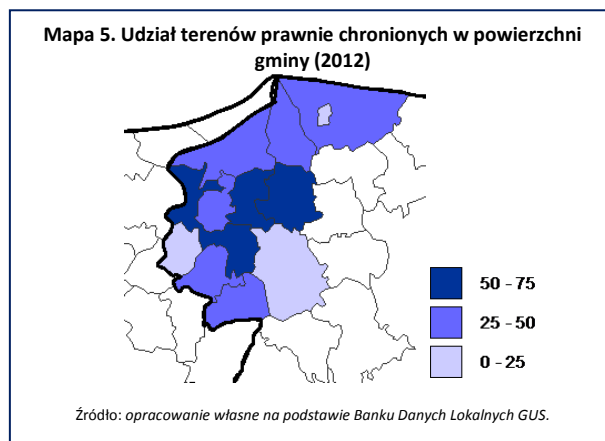 Mapa 5. Udział terenów prawnie chronionych w powierzchni
gminy (2012)
50 - 75
25 - 50
0 - 25
Źródło: opracowanie własne na podstawie Banku Danych Lokalnych GUS.